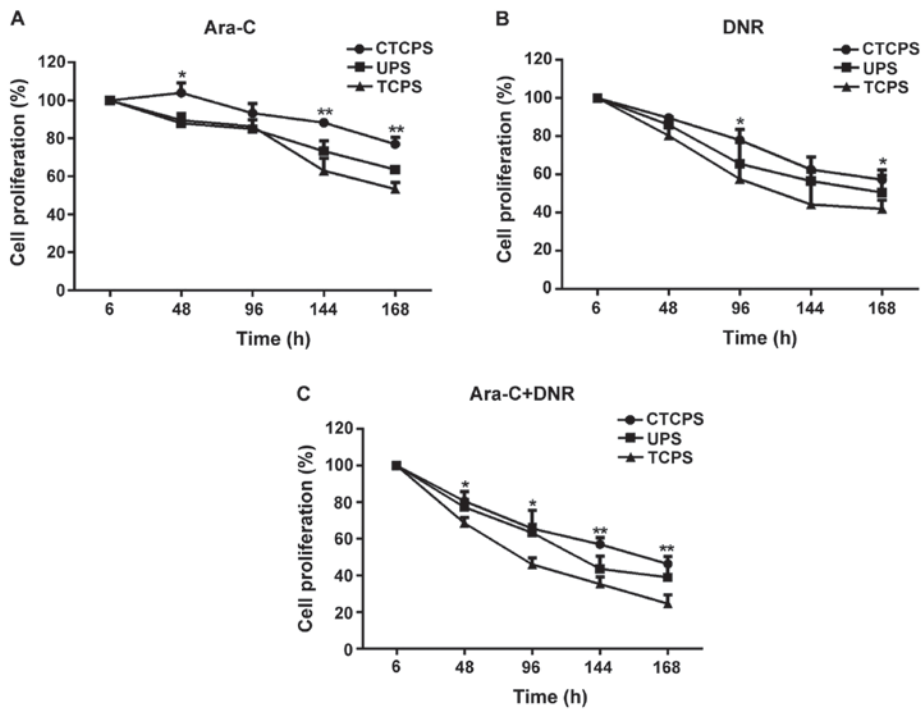 A
Ara-C
CTCPS
UPS
TCPS
Cell proliferation (%)
120
100
80
60
40
20
0
*
**
**
6 48 96 144 168
Time (h)
B
DNR
CTCPS
UPS
TCPS
Cell proliferation (%)
120
100
80
60
40
20
0
*
*
6 48 96 144 168
Time (h)
C
Ara-C+DNR
CTCPS
UPS
TCPS
Cell proliferation (%)
120
100
80
60
40
20
0
*
*
**
**
6 48 96 144 168
Time (h)